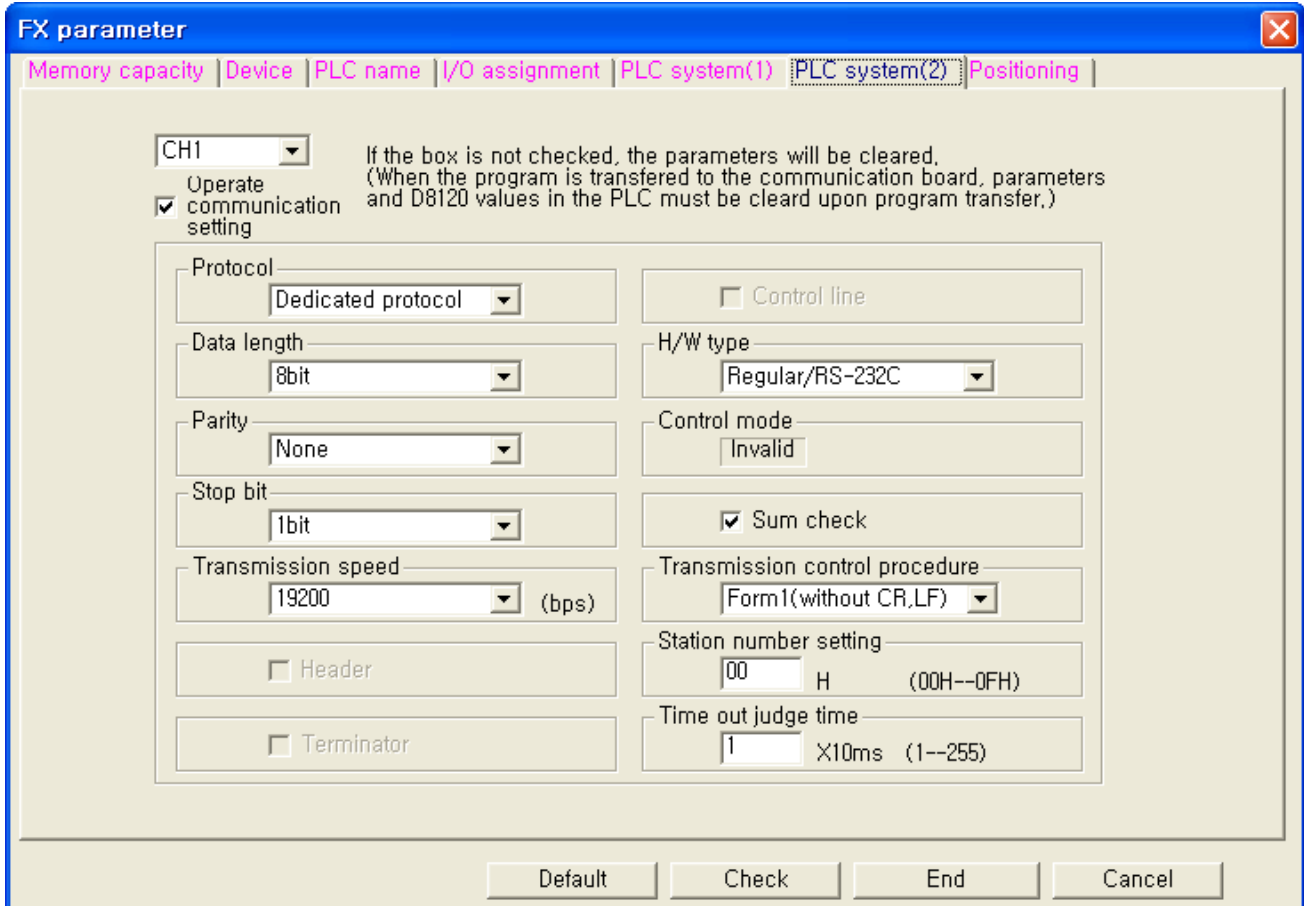 FX parameter
Memory capacity Device PLC name I/O assignment PLC system(1) PLC system(2) Positioning
CH1
If the box is not checked, the parameters will be cleared.
(When the program is transfered to the communication board, parameters
and D8120 values in the PLC must be cleard upon program transfer.)
Operate
communication
setting
Protocol
Dedicated protocol
Control line
Data length
8bit
H/W type
Regular/RS-232C
Parity
None
Control mode
Invalid
Stop bit
1bit
Sum check
Transmission speed
19200 (bps)
Transmission control procedure
Form1(without CR,LF)
Header
Station number setting
00 H (00H--0FH)
Terminator
Time out judge time
1 X10ms (1--255)
Default Check End Cancel